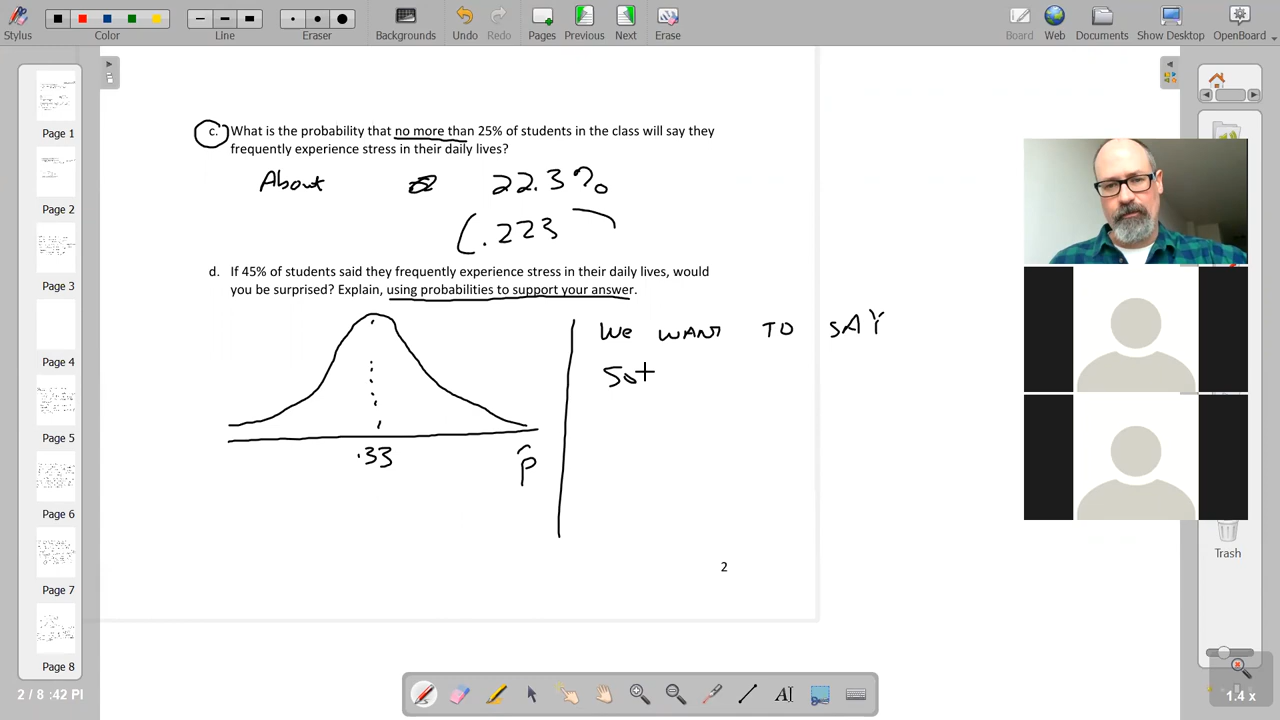 Stylus
Color
Line
Eraser
Backgrounds
Undo
Redo
Pages
Previous
Next
Erase
Board
Web
Documents
Show Desktop
OpenBoard
Page 1
Page 2
Page 3
Page 4
Page 5
Page 6
Page 7
Page 8
2 / 8 :42 PI
c. What is the probability that no more than 25% of students in the class will say they
frequently experience stress in their daily lives?
About 22.3%
(.223
d. If 45% of students said they frequently experience stress in their daily lives, would
you be surprised? Explain, using probabilities to support your answer.
.33
p̂
WE WANT TO SAY
2
Trash
1.4 x